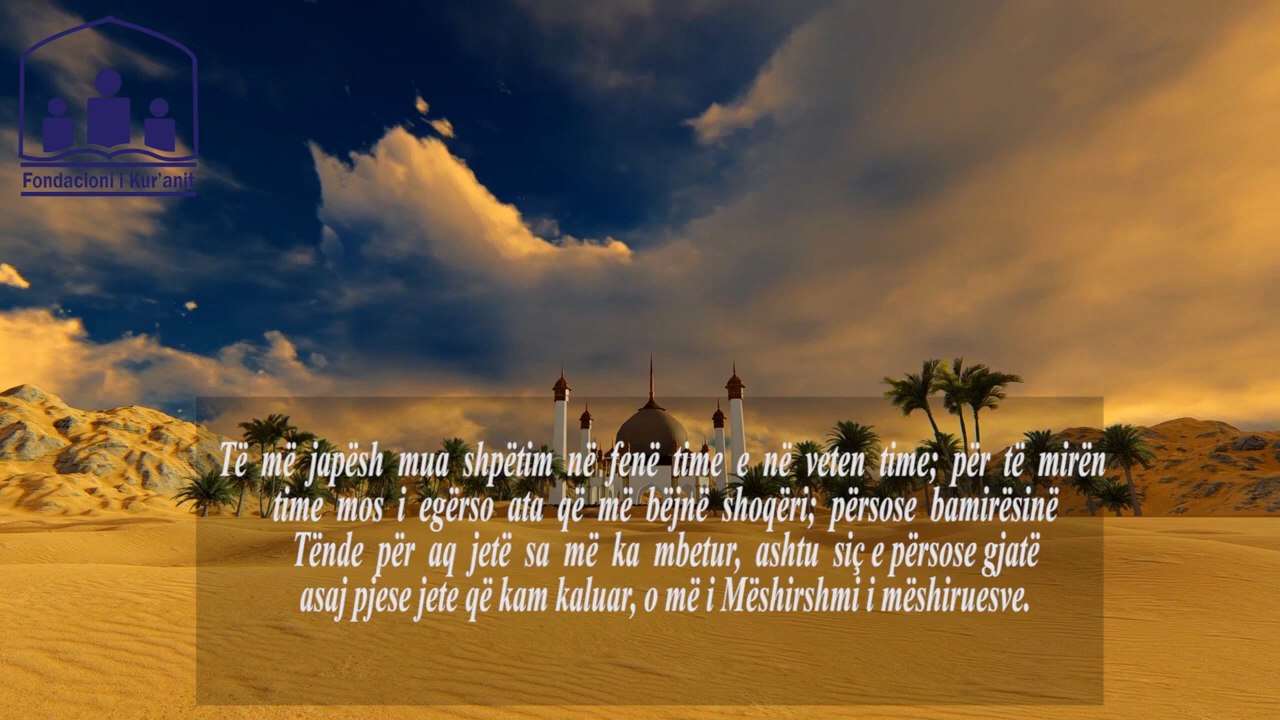 Fondacioni i Kur'anit
Të më japësh mua shpëtim në fenë time e në veten time; për të mirën
time mos i egërso ata që më bëjnë shoqëri; përsose bamirësinë
Tënde për aq jetë sa më ka mbetur, ashtu siç e përsose gjatë
asaj pjese jete që kam kaluar, o më i Mëshirshmi i mëshiruesve.